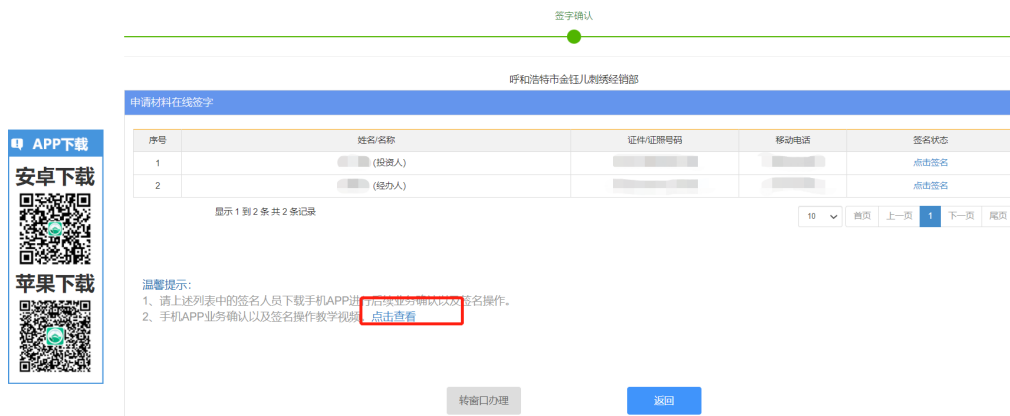 签字确认
呼和浩特市金钰儿刺绣经销部
申请材料在线签字
序号 姓名/名称 证件/证照号码 移动电话 签名状态
1 (投资人) 点击签名
2 (经办人) 点击签名
显示 1 到 2 条 共 2 条记录
10 首页 上一页 1 下一页 尾页
APP下载
安卓下载
苹果下载
温馨提示：
1、请上述列表中的签名人员下载手机APP进行后续业务确认以及签名操作。
2、手机APP业务确认以及签名操作教学视频 点击查看
转窗口办理 返回